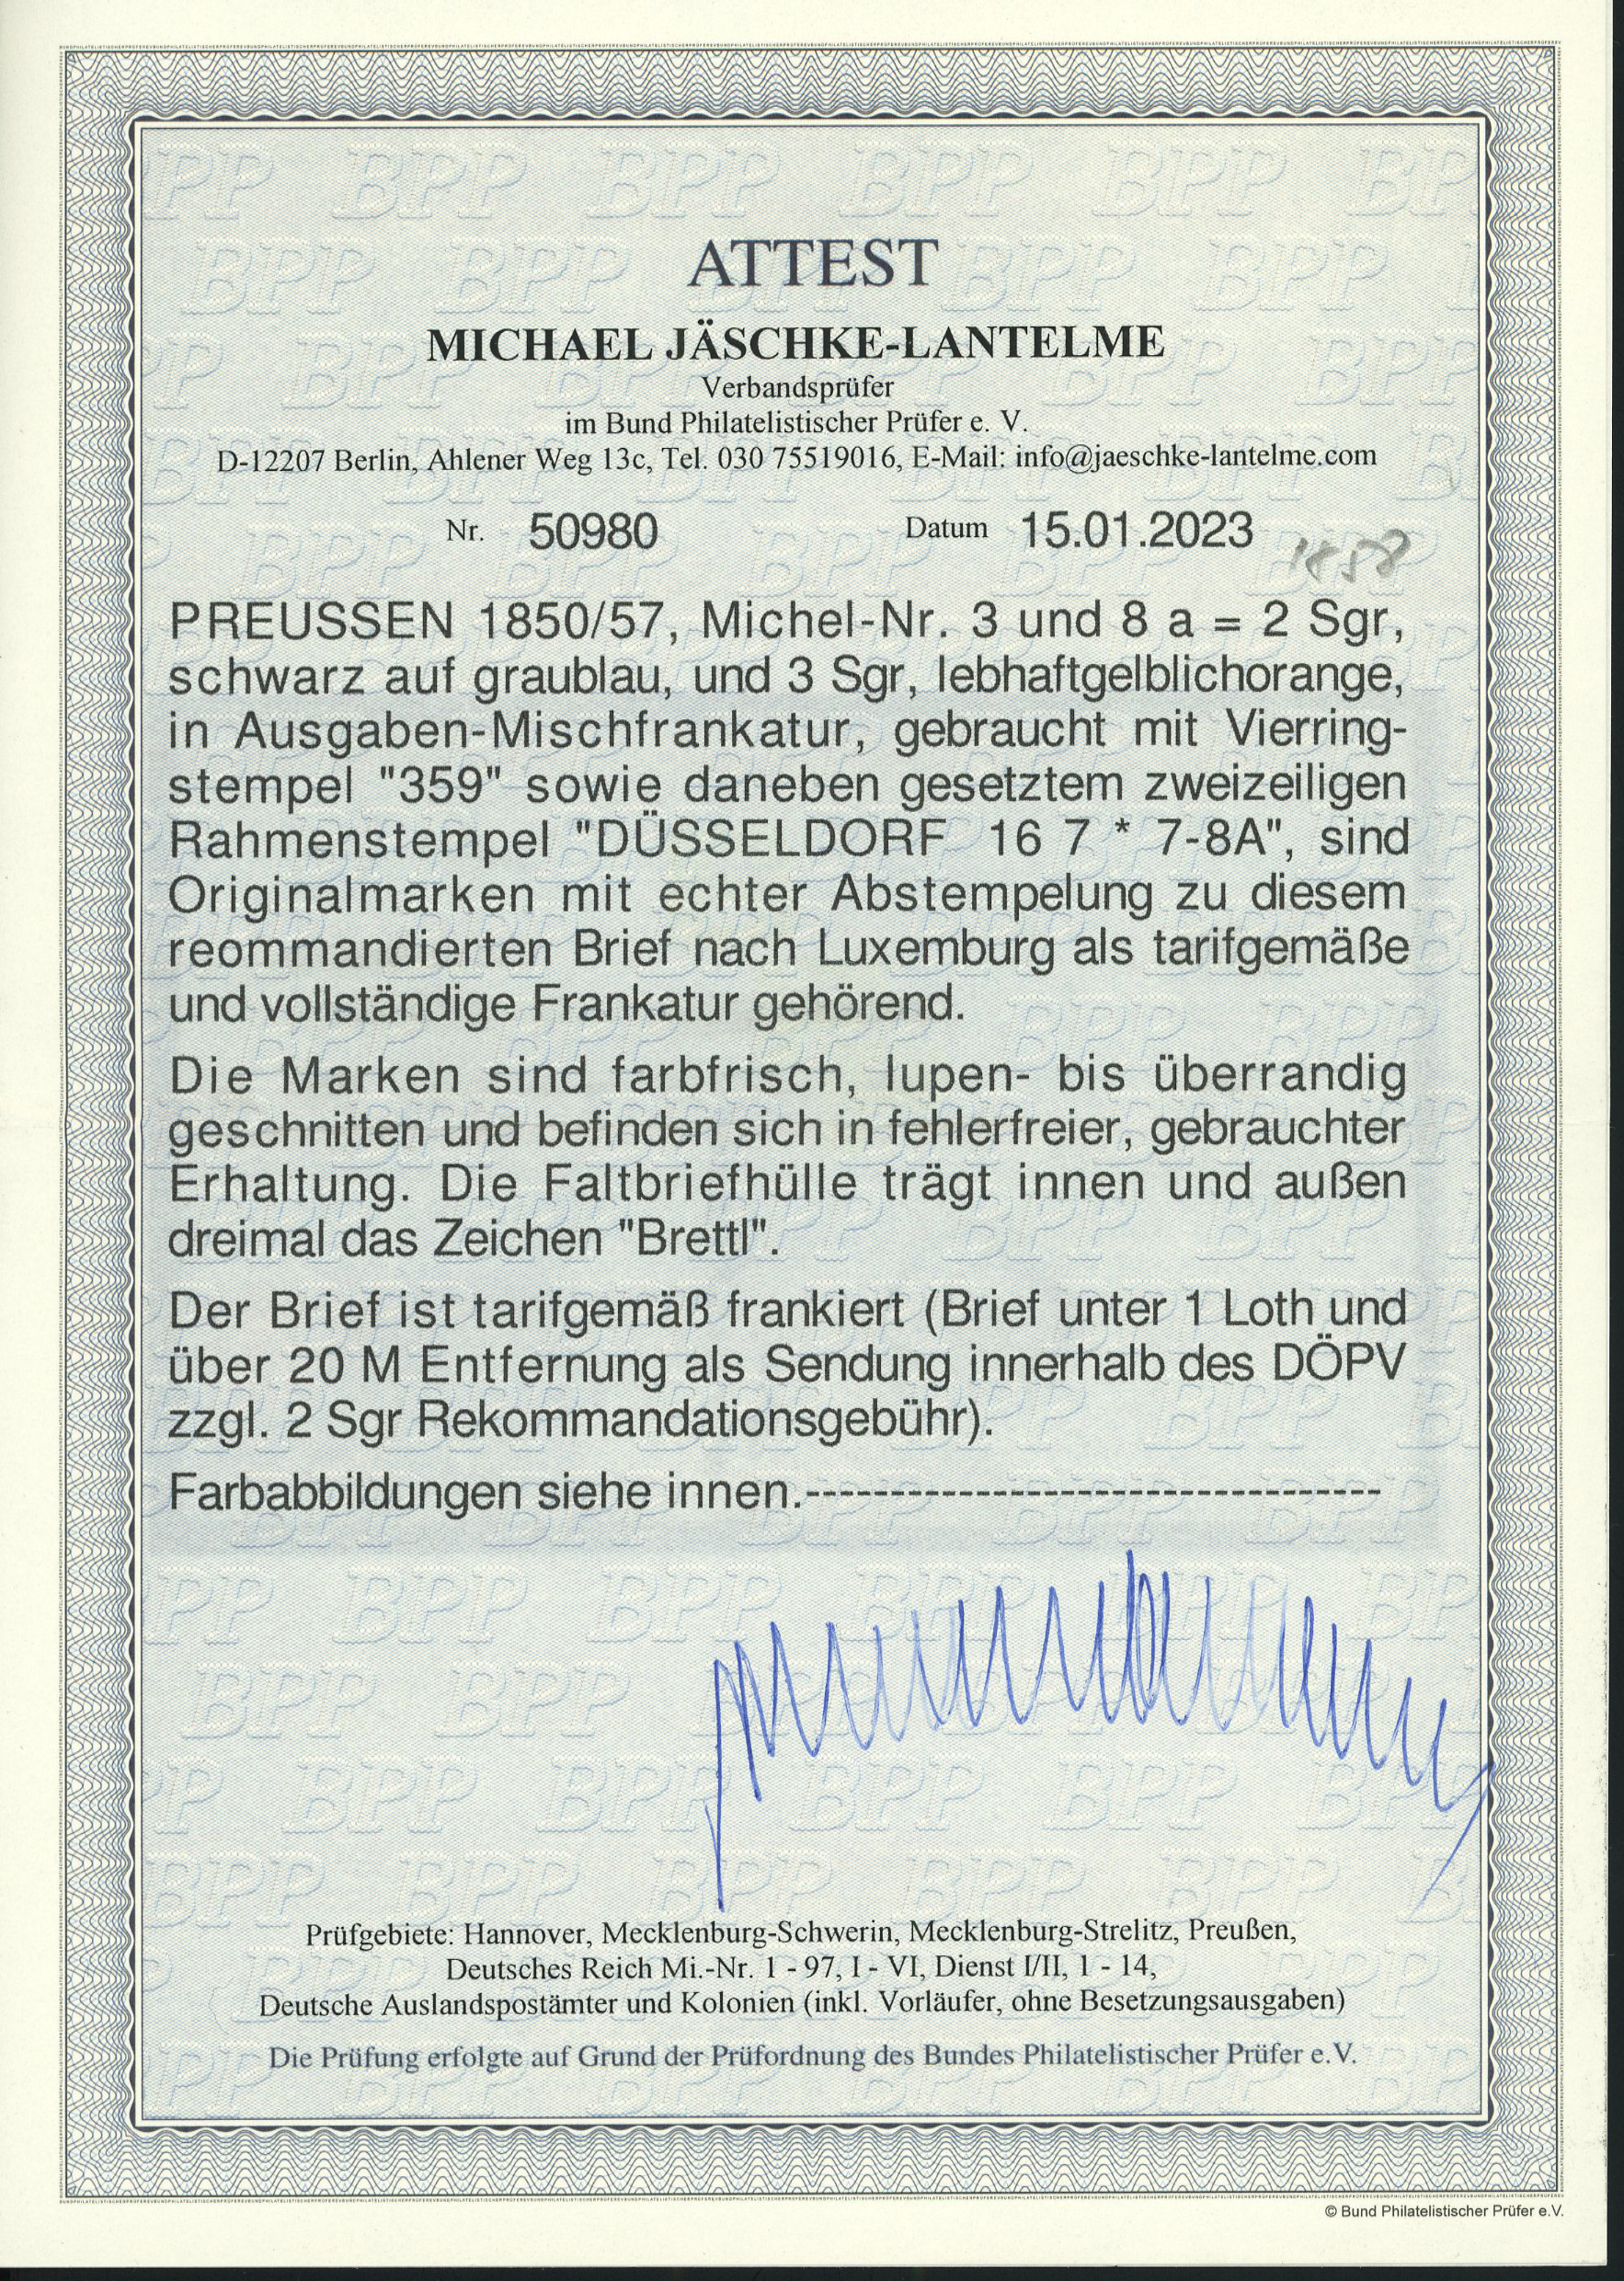 ATTEST
MICHAEL JÄSCHKE-LANTELME
Verbandsprüfer
im Bund Philatelistischer Prüfer e. V.
D-12207 Berlin, Ahlener Weg 13c, Tel. 030 75519016, E-Mail: info@jaeschke-lantelme.com
Nr. 50980 Datum 15.01.2023
1858
PREUSSEN 1850/57, Michel-Nr. 3 und 8 a = 2 Sgr,
schwarz auf graublau, und 3 Sgr, lebhaftgelblichorange,
in Ausgaben-Mischfrankatur, gebraucht mit Vierring-
stempel "359" sowie daneben gesetztem zweizeiligen
Rahmenstempel "DÜSSELDORF 16 7 * 7-8A", sind
Originalmarken mit echter Abstempelung zu diesem
reommandierten Brief nach Luxemburg als tarifgemäße
und vollständige Frankatur gehörend.
Die Marken sind farbfrisch, lupen- bis überrandig
geschnitten und befinden sich in fehlerfreier, gebrauchter
Erhaltung. Die Faltbriefhülle trägt innen und außen
dreimal das Zeichen "Brettl".
Der Brief ist tarifgemäß frankiert (Brief unter 1 Loth und
über 20 M Entfernung als Sendung innerhalb des DÖPV
zzgl. 2 Sgr Rekommandationsgebühr).
Farbabbildungen siehe innen.----------------------------------
Prüfgebiete: Hannover, Mecklenburg-Schwerin, Mecklenburg-Strelitz, Preußen,
Deutsches Reich Mi.-Nr. 1 - 97, I - VI, Dienst I/II, 1 - 14,
Deutsche Auslandspostämter und Kolonien (inkl. Vorläufer, ohne Besetzungsausgaben)
Die Prüfung erfolgte auf Grund der Prüfordnung des Bundes Philatelistischer Prüfer e.V.
© Bund Philatelistischer Prüfer e.V.